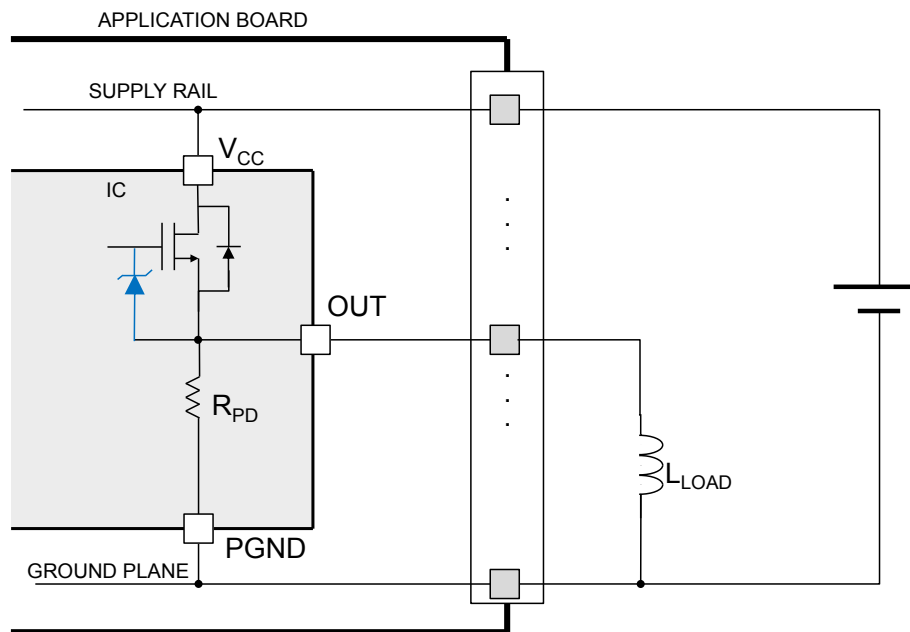 APPLICATION BOARD
SUPPLY RAIL
VCC
IC
OUT
RPD
LLOAD
PGND
GROUND PLANE